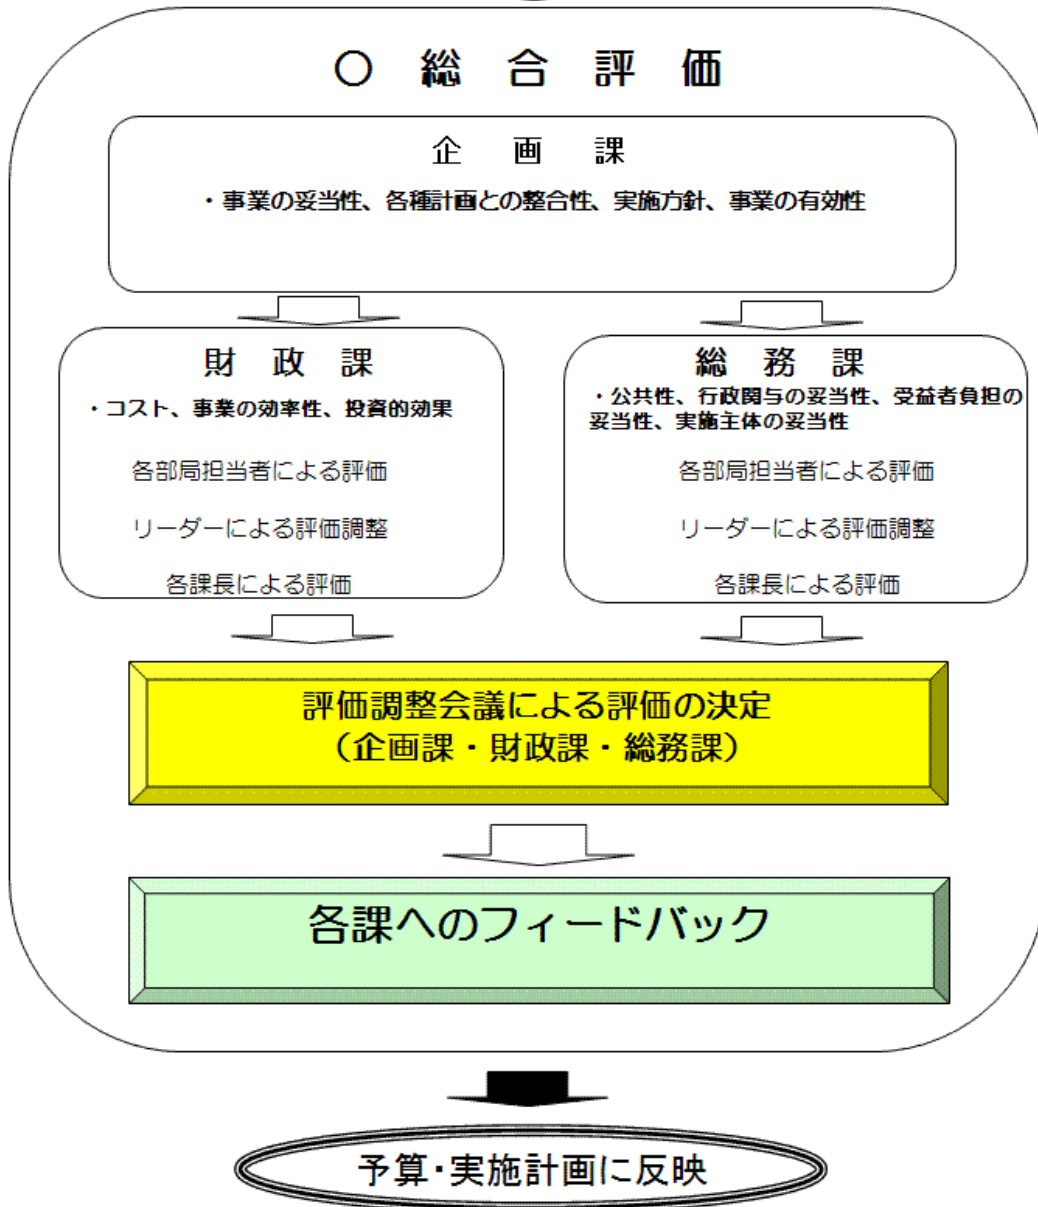 〇 総 合 評 価
企 画 課
・事業の妥当性、各種計画との整合性、実施方針、事業の有効性
財 政 課
・コスト、事業の効率性、投資的効果
各部局担当者による評価
リーダーによる評価調整
各課長による評価
総 務 課
・公共性、行政関与の妥当性、受益者負担の
妥当性、実施主体の妥当性
各部局担当者による評価
リーダーによる評価調整
各課長による評価
評価調整会議による評価の決定
（企画課・財政課・総務課）
各課へのフィードバック
予算・実施計画に反映